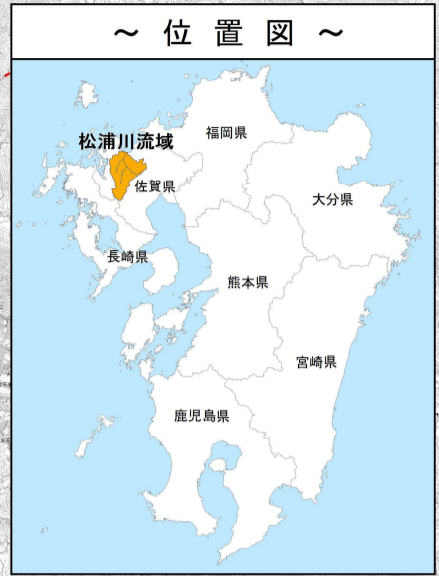 ～ 位 置 図 ～
福岡県
松浦川流域
佐賀県
大分県
長崎県
熊本県
宮崎県
鹿児島県